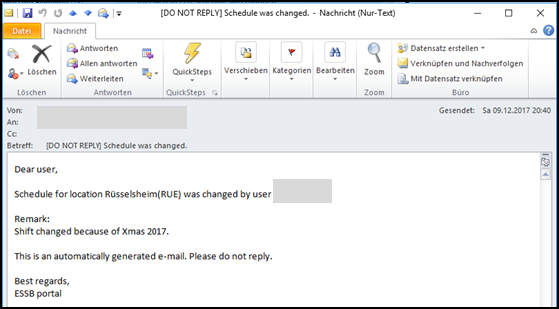 [DO NOT REPLY] Schedule was changed. - Nachricht (Nur-Text)
Datei Nachricht
Löschen
Löschen
Antworten
Allen antworten
Weiterleiten
Antworten
QuickSteps
QuickSteps
Verschieben
Kategorien
Bearbeiten
Zoom
Zoom
Datensatz erstellen
Verknüpfen und Nachverfolgen
Mit Datensatz verknüpfen
Büro
Von:
Gesendet: Sa 09.12.2017 20:40
An:
Cc:
Betreff: [DO NOT REPLY] Schedule was changed.
Dear user,
Schedule for location Rüsselsheim(RUE) was changed by user
Remark:
Shift changed because of Xmas 2017.
This is an automatically generated e-mail. Please do not reply.
Best regards,
ESSB portal